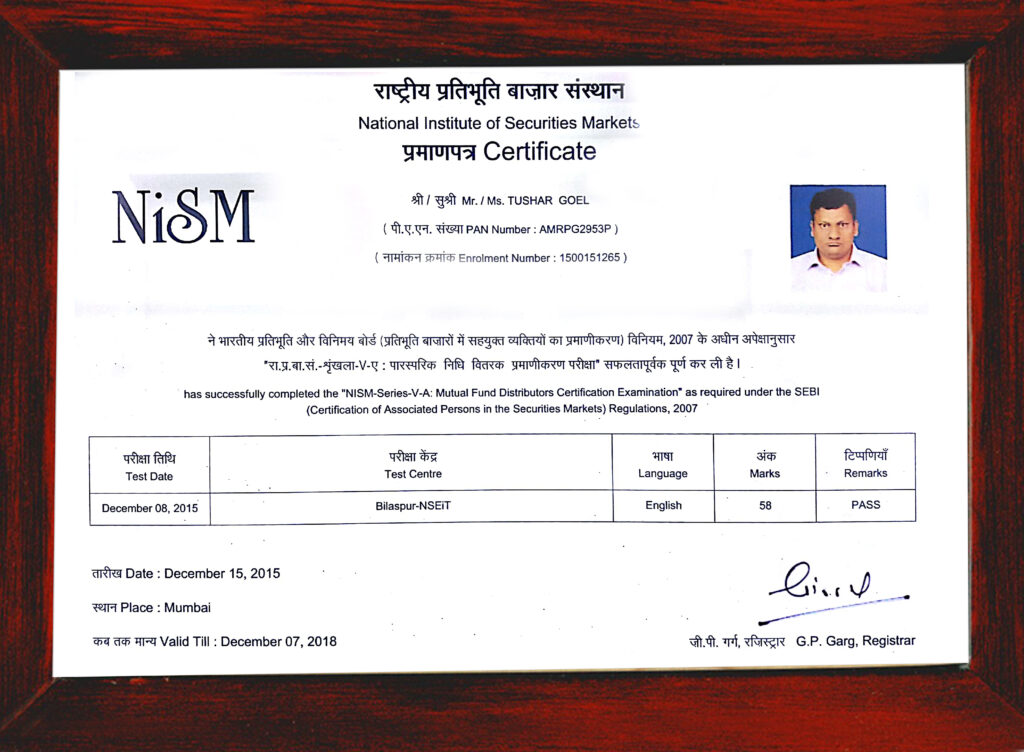 राष्ट्रीय प्रतिभूति बाज़ार संस्थान
National Institute of Securities Markets
प्रमाणपत्र Certificate
NiSM
श्री / सुश्री Mr. / Ms. TUSHAR GOEL
( पी.ए.एन. संख्या PAN Number : AMRPG2953P )
( नामांकन क्रमांक Enrolment Number : 1500151265 )
ने भारतीय प्रतिभूति और विनिमय बोर्ड (प्रतिभूति बाजारों में सहयुक्त व्यक्तियों का प्रमाणीकरण) विनियम, 2007 के अधीन अपेक्षानुसार
"रा.प्र.बा.सं.-शृंखला-V-ए : पारस्परिक निधि वितरक प्रमाणीकरण परीक्षा" सफलतापूर्वक पूर्ण कर ली है।
has successfully completed the "NISM-Series-V-A: Mutual Fund Distributors Certification Examination" as required under the SEBI
(Certification of Associated Persons in the Securities Markets) Regulations, 2007
परीक्षा तिथि परीक्षा केंद्र भाषा अंक टिप्पणियाँ
Test Date Test Centre Language Marks Remarks
December 08, 2015 Bilaspur-NSEiT English 58 PASS
तारीख Date : December 15, 2015
स्थान Place : Mumbai
कब तक मान्य Valid Till : December 07, 2018
जी.पी. गर्ग, रजिस्ट्रार G.P. Garg, Registrar